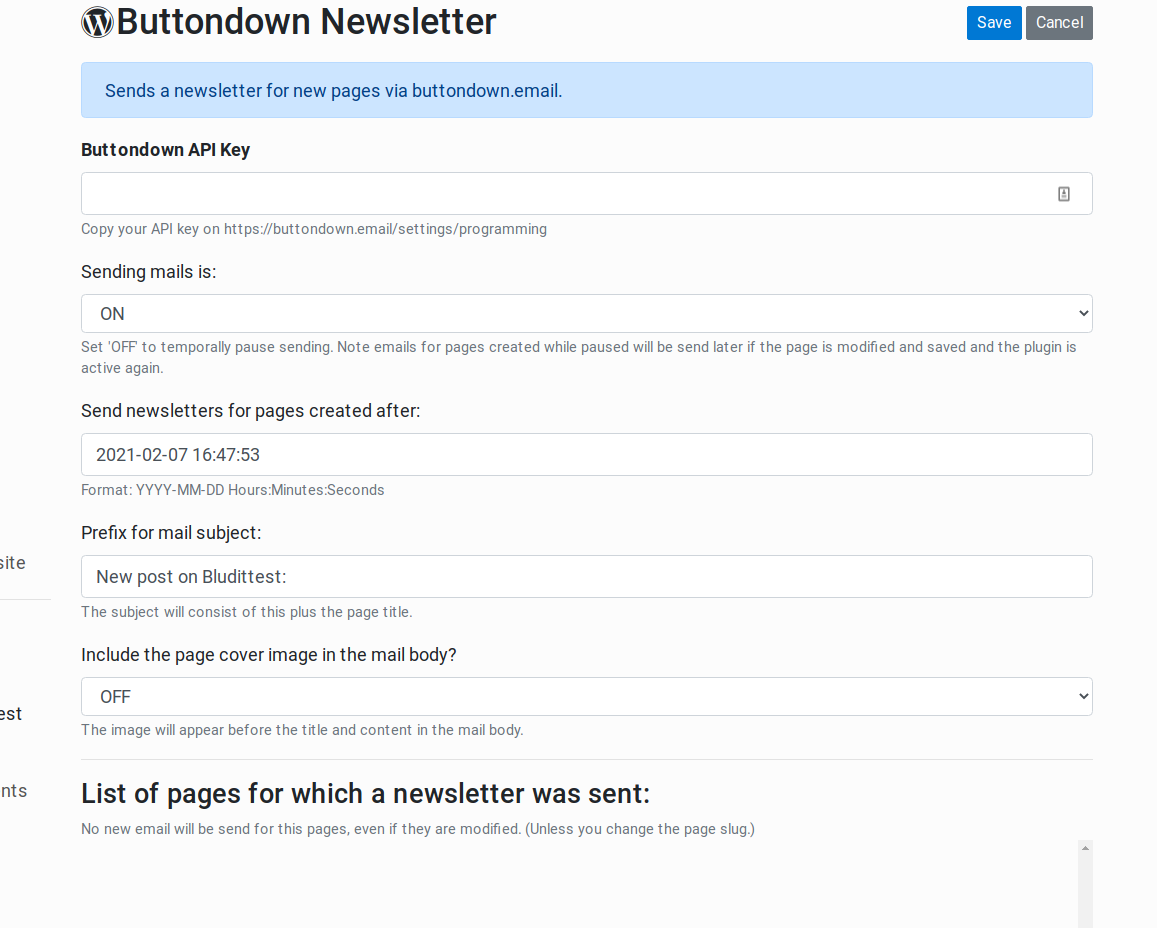 Buttondown Newsletter
Save
Cancel
Sends a newsletter for new pages via buttondown.email.
Buttondown API Key
Copy your API key on https://buttondown.email/settings/programming
Sending mails is:
ON
Set 'OFF' to temporally pause sending. Note emails for pages created while paused will be send later if the page is modified and saved and the plugin is
active again.
Send newsletters for pages created after:
2021-02-07 16:47:53
Format: YYYY-MM-DD Hours:Minutes:Seconds
Prefix for mail subject:
site
New post on Bludittest:
The subject will consist of this plus the page title.
Include the page cover image in the mail body?
OFF
est
The image will appear before the title and content in the mail body.
nts
List of pages for which a newsletter was sent:
No new email will be send for this pages, even if they are modified. (Unless you change the page slug.)